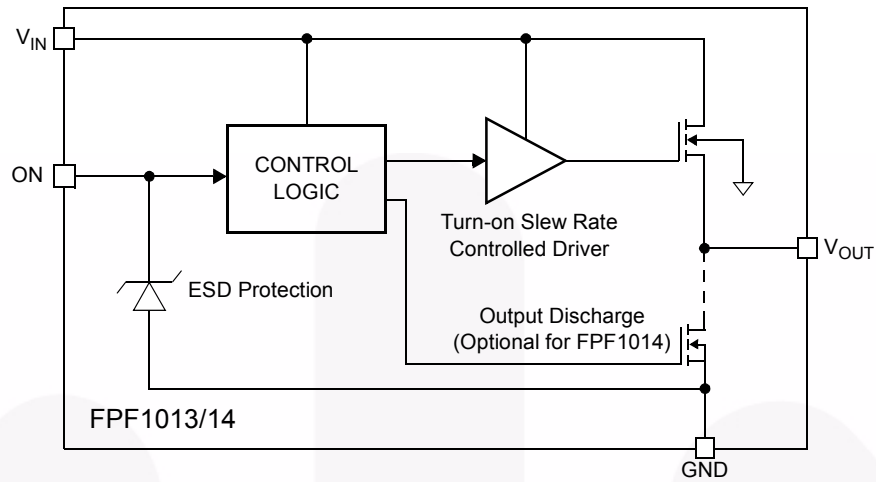 V_IN
ON
CONTROL
LOGIC
Turn-on Slew Rate
Controlled Driver
V_OUT
ESD Protection
Output Discharge
(Optional for FPF1014)
FPF1013/14
GND